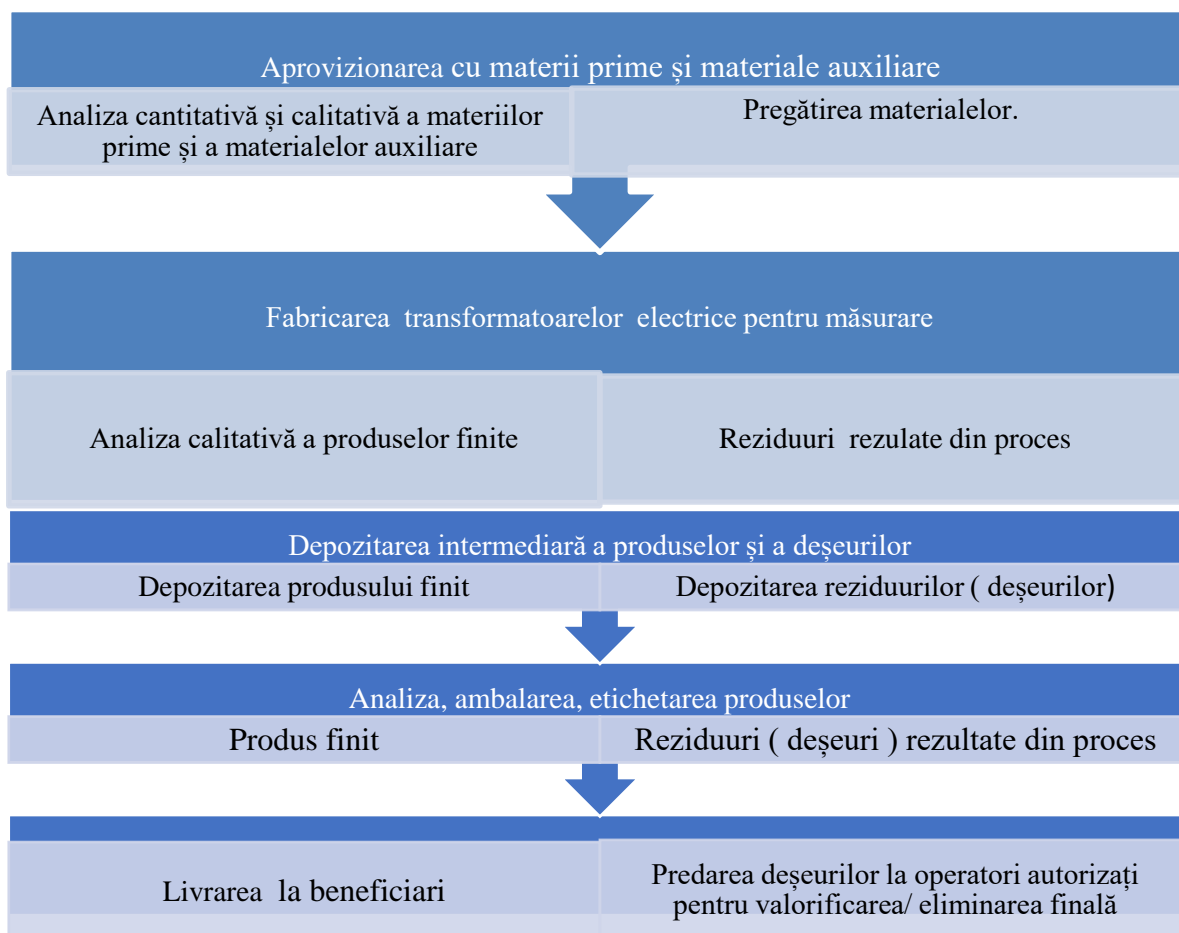 Aprovizionarea cu materii prime și materiale auxiliare
Analiza cantitativă și calitativă a materiilor
prime și a materialelor auxiliare
Pregătirea materialelor.
Fabricarea transformatoarelor electrice pentru măsurare
Analiza calitativă a produselor finite
Reziduuri rezulate din proces
Depozitarea intermediară a produselor și a deșeurilor
Depozitarea produsului finit
Depozitarea reziduurilor ( deșeurilor)
Analiza, ambalarea, etichetarea produselor
Produs finit
Reziduuri ( deșeuri ) rezultate din proces
Livrarea la beneficiari
Predarea deșeurilor la operatori autorizați
pentru valorificarea/ eliminarea finală